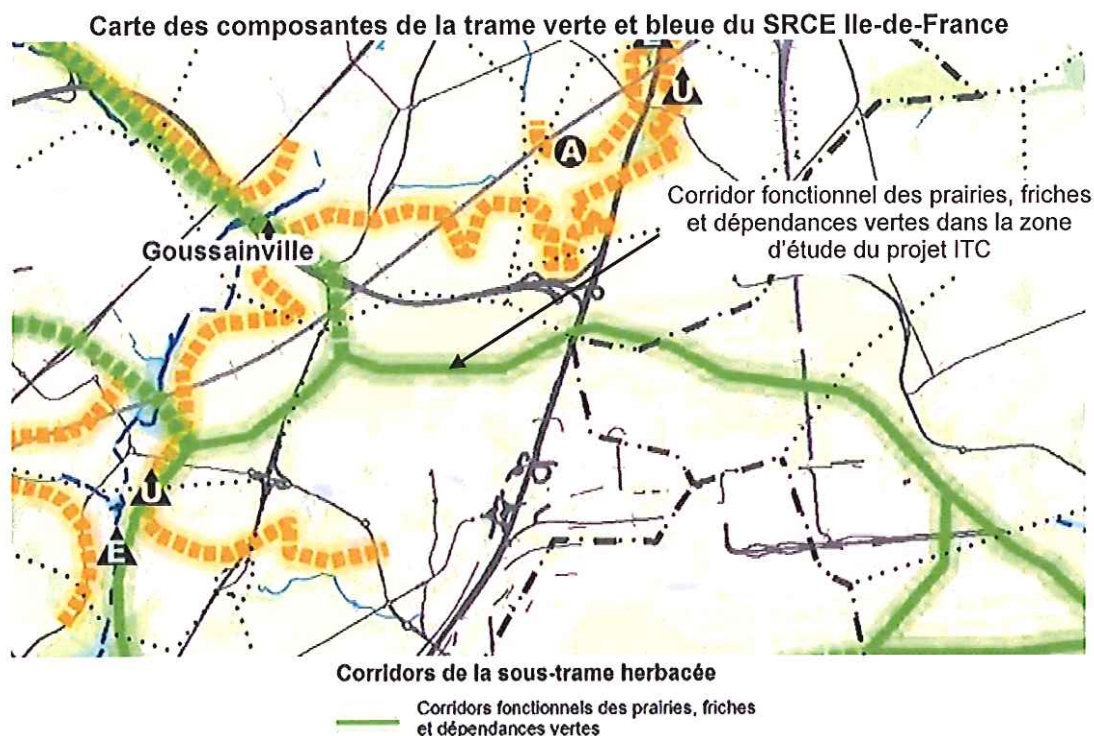 Carte des composantes de la trame verte et bleue du SRCE Ile-de-France
E
U
A
Corridor fonctionnel des prairies, friches
et dépendances vertes dans la zone
d'étude du projet ITC
Goussainville
U
E
Corridors de la sous-trame herbacée
Corridors fonctionnels des prairies, friches
et dépendances vertes